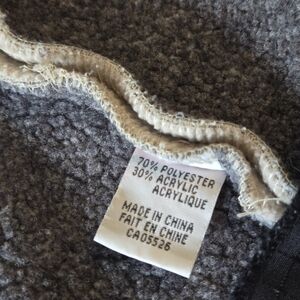 70% POLYESTER
30% ACRYLIC
ACRYLIQUE
MADE IN CHINA
FAIT EN CHINE
CA05526